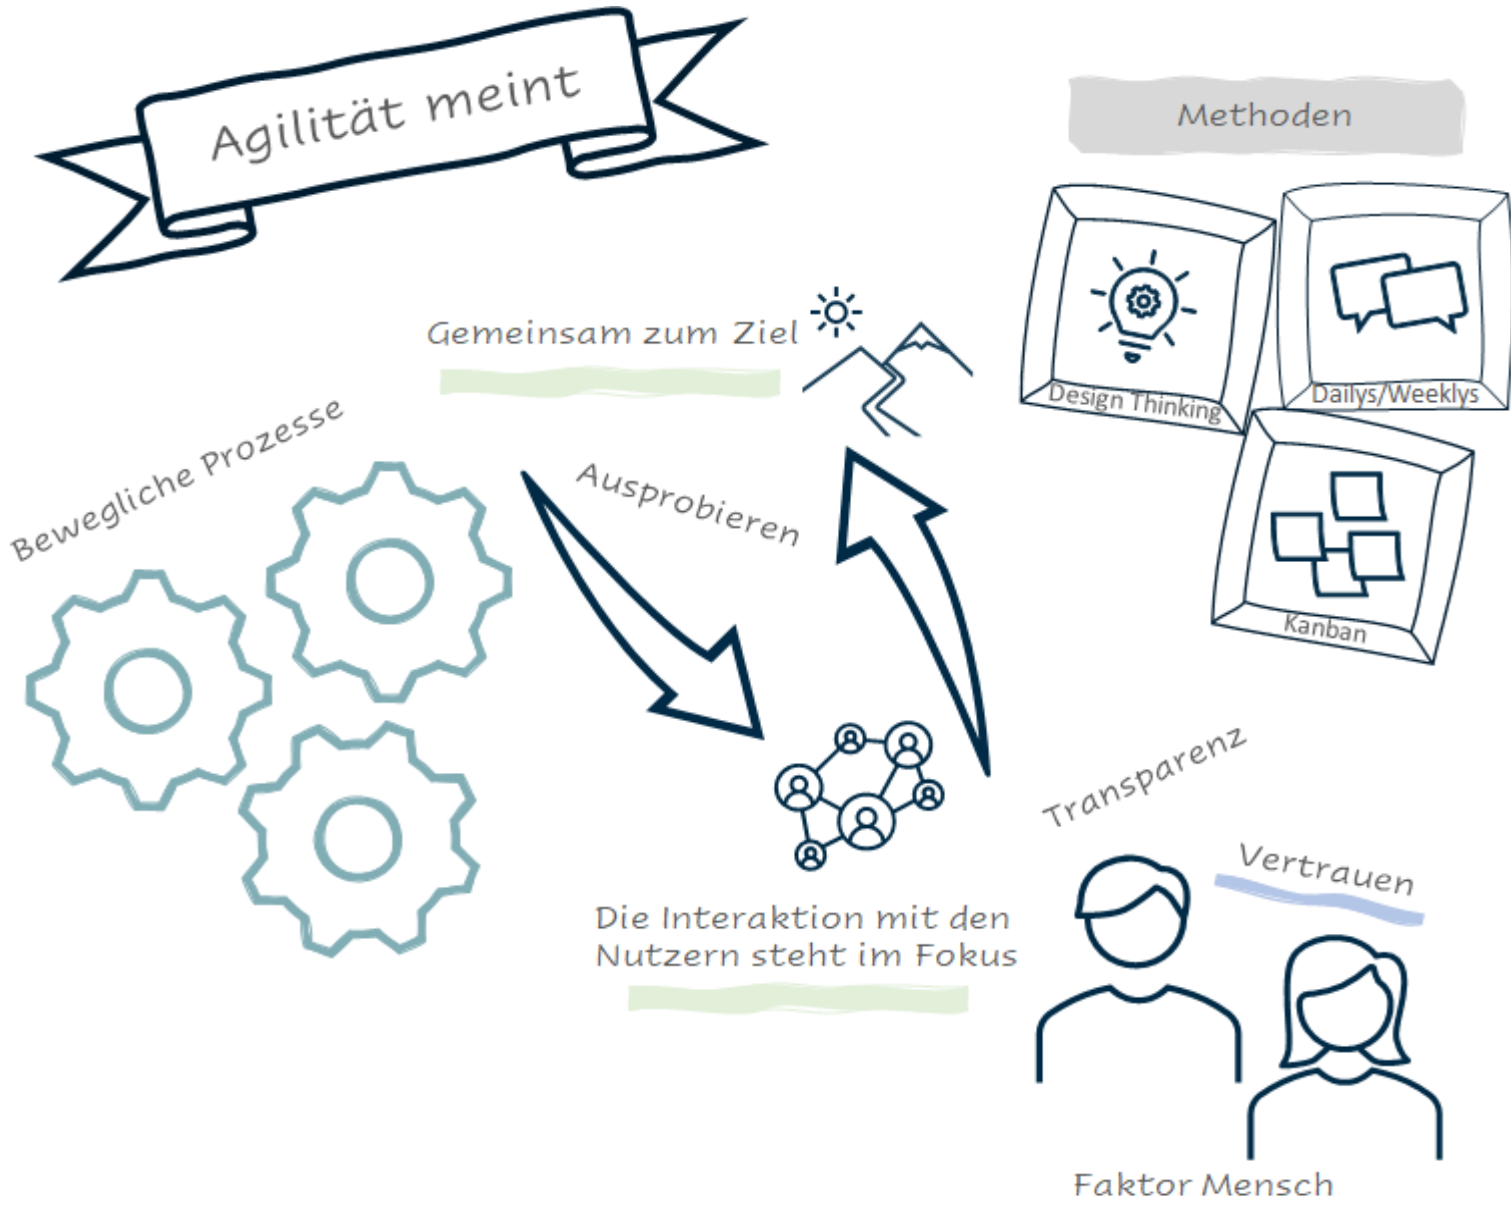 Agilität meint
Methoden
Design Thinking
Dailys/Weeklys
Kanban
Gemeinsam zum Ziel
Bewegliche Prozesse
Ausprobieren
Die Interaktion mit den
Nutzern steht im Fokus
Transparenz
Vertrauen
Faktor Mensch